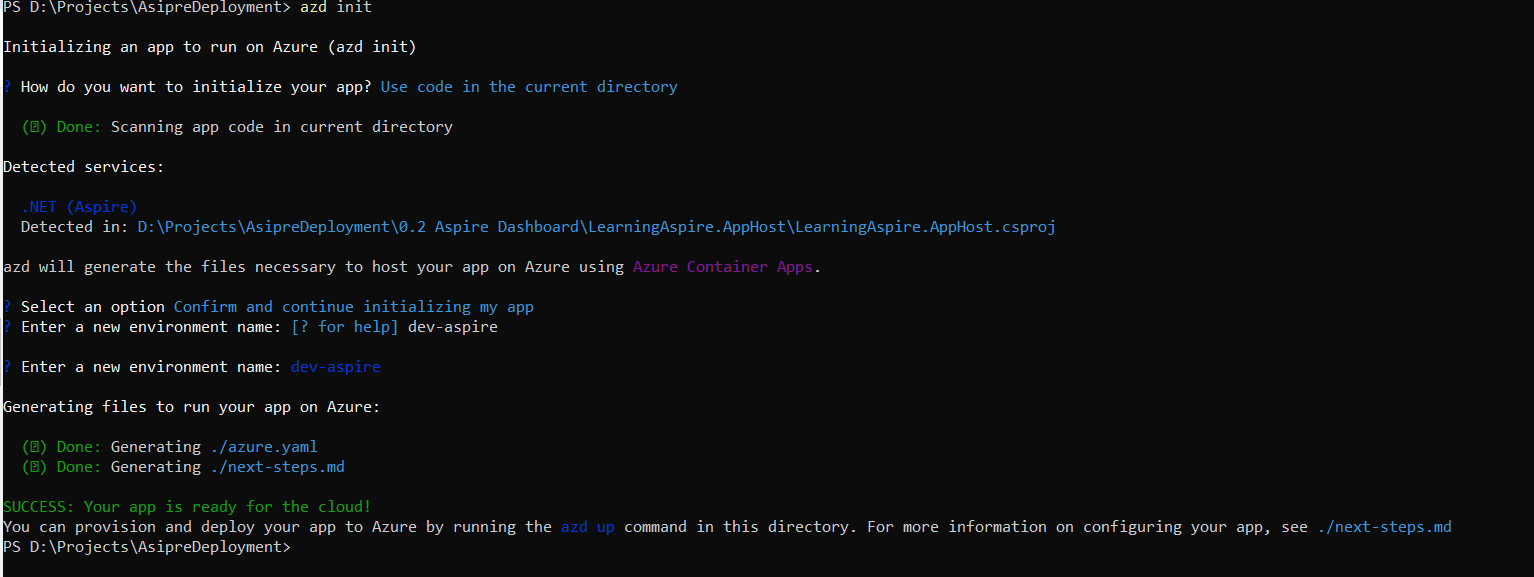 PS D:\Projects\AsipreDeployment> azd init
Initializing an app to run on Azure (azd init)
? How do you want to initialize your app? Use code in the current directory
(�) Done: Scanning app code in current directory
Detected services:
.NET (Aspire)
Detected in: D:\Projects\AsipreDeployment\0.2 Aspire Dashboard\LearningAspire.AppHost\LearningAspire.AppHost.csproj
azd will generate the files necessary to host your app on Azure using Azure Container Apps.
? Select an option Confirm and continue initializing my app
? Enter a new environment name: [? for help] dev-aspire
? Enter a new environment name: dev-aspire
Generating files to run your app on Azure:
(�) Done: Generating ./azure.yaml
(�) Done: Generating ./next-steps.md
SUCCESS: Your app is ready for the cloud!
You can provision and deploy your app to Azure by running the azd up command in this directory. For more information on configuring your app, see ./next-steps.md
PS D:\Projects\AsipreDeployment>